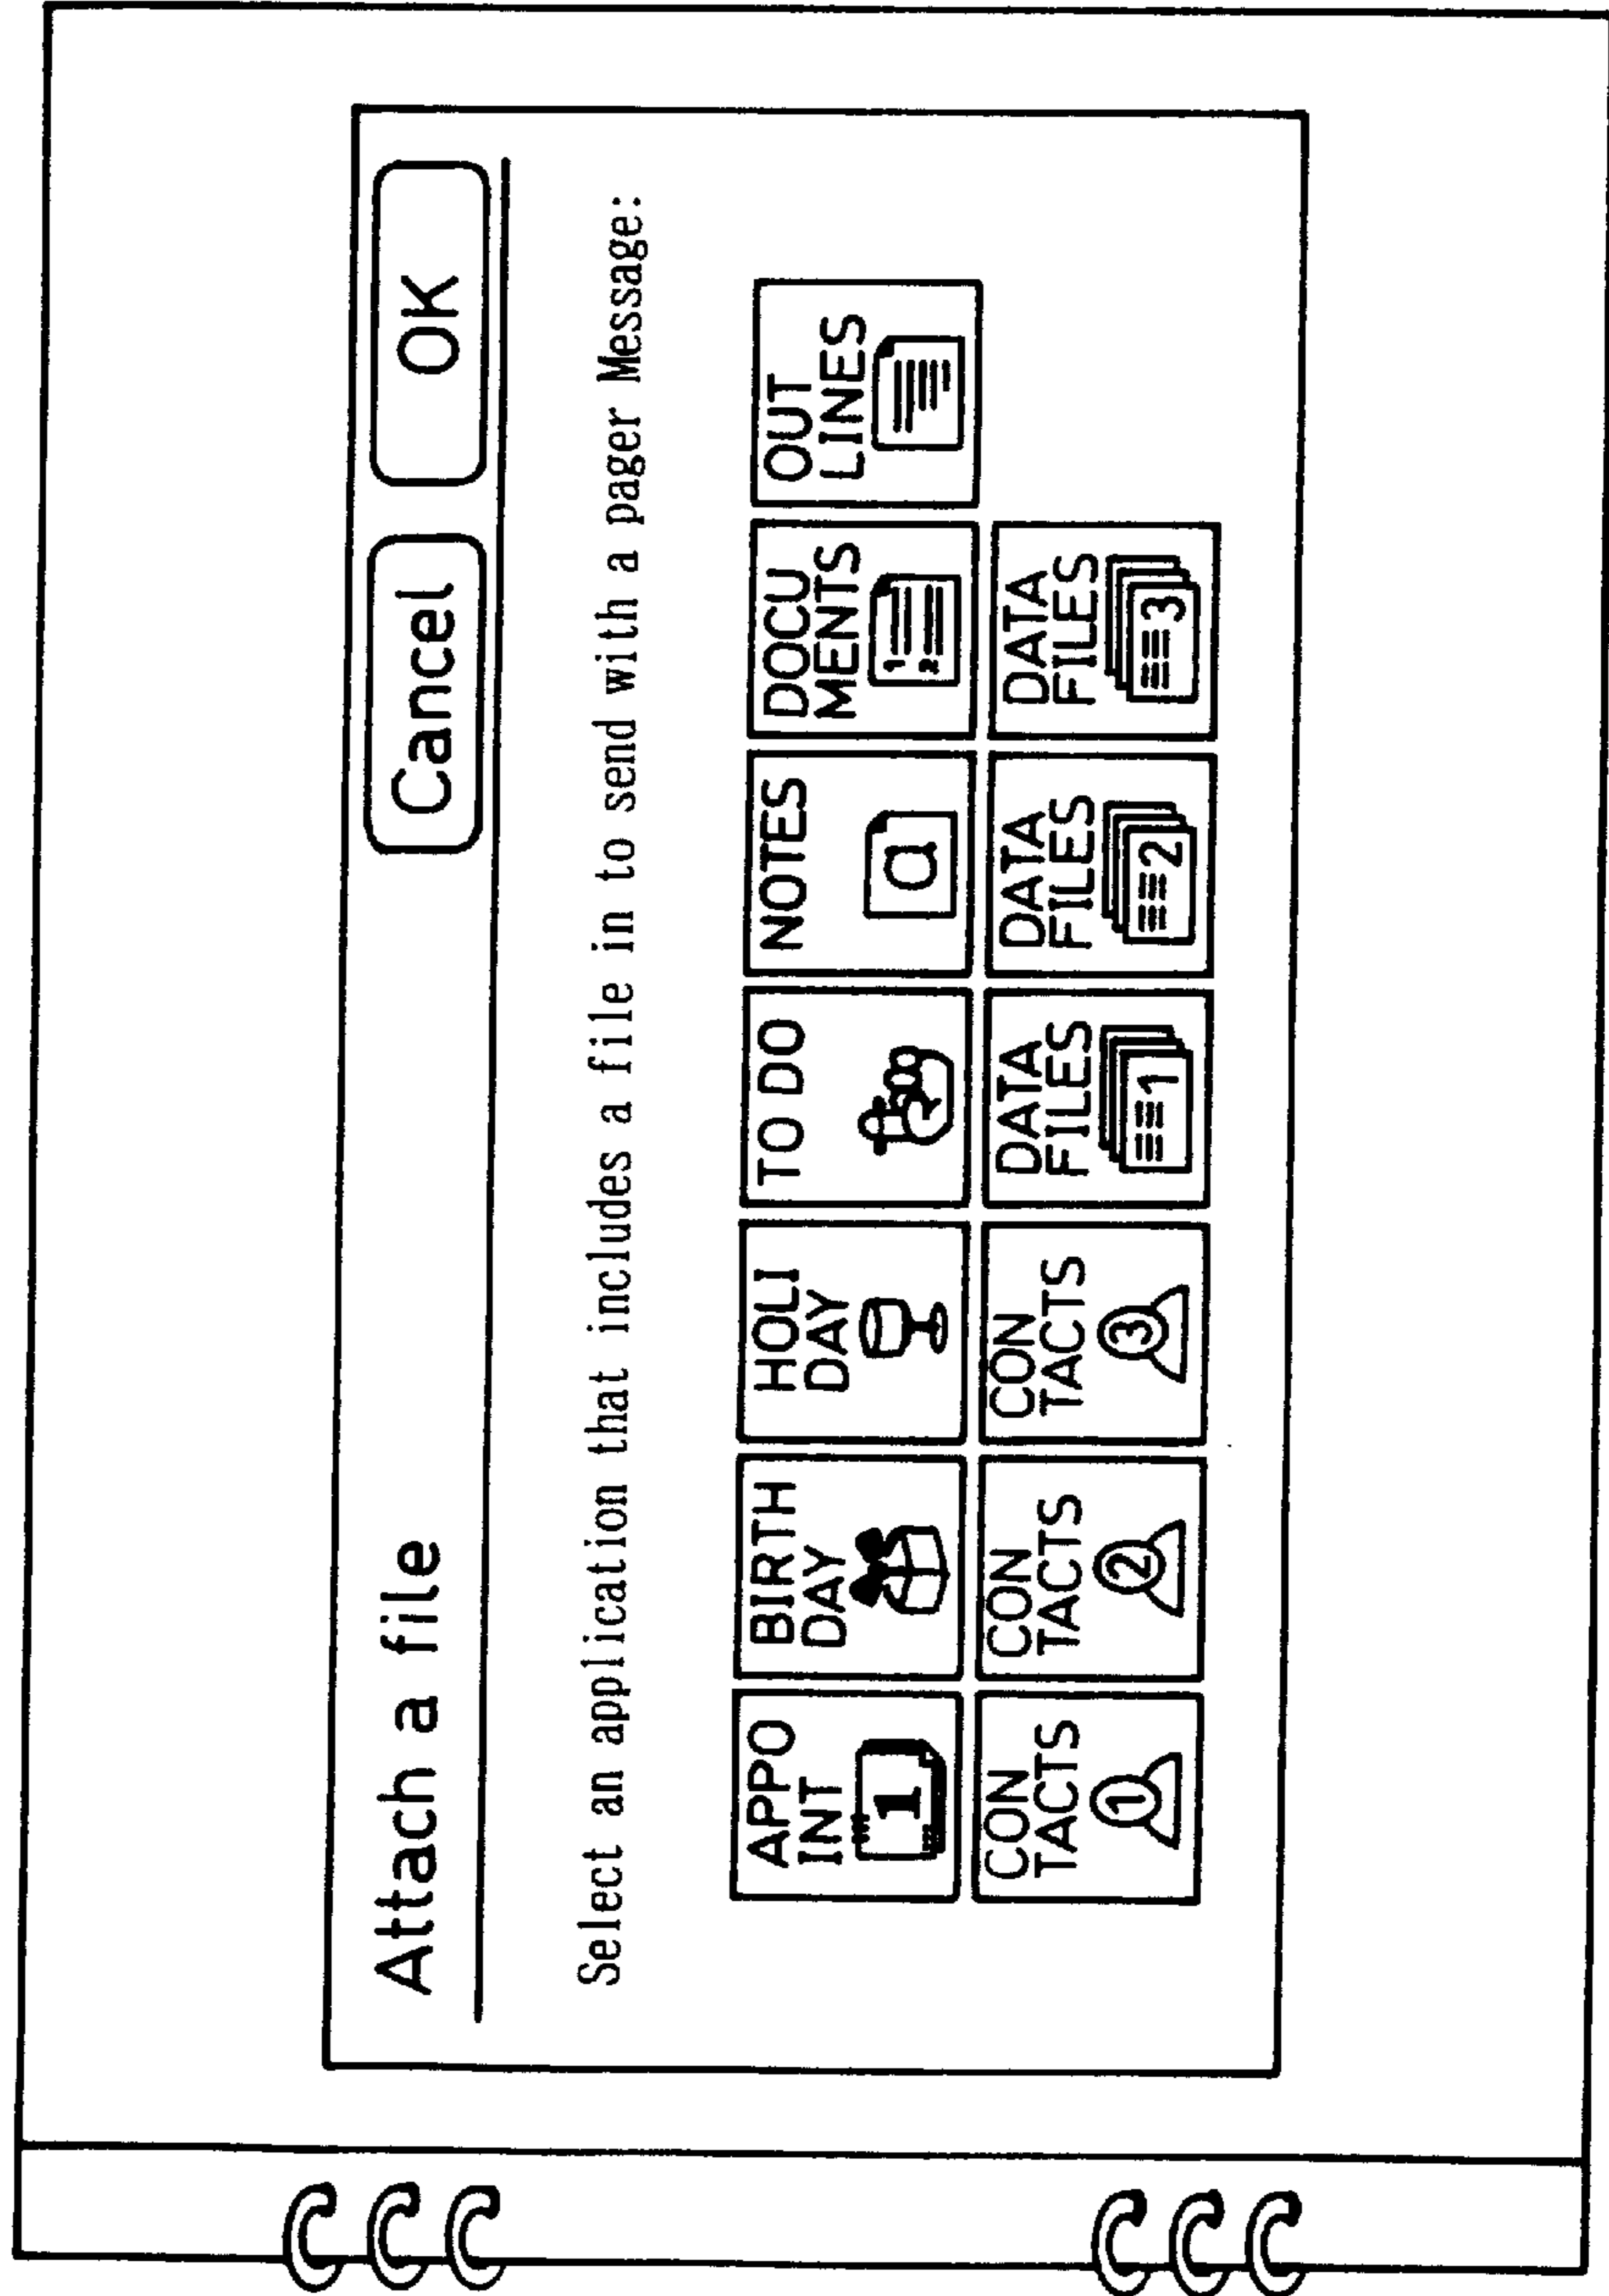 Attach a file
Cancel
OK
Select an application that includes a file in to send with a pager Message:
APPO
INT
1
BIRTH
DAY
HOLI
DAY
TO DO
NOTES
a
DOCU
MENTS
1
2
OUT
LINES
CON
TACTS
1
CON
TACTS
2
CON
TACTS
3
DATA
FILES
1
DATA
FILES
2
DATA
FILES
3